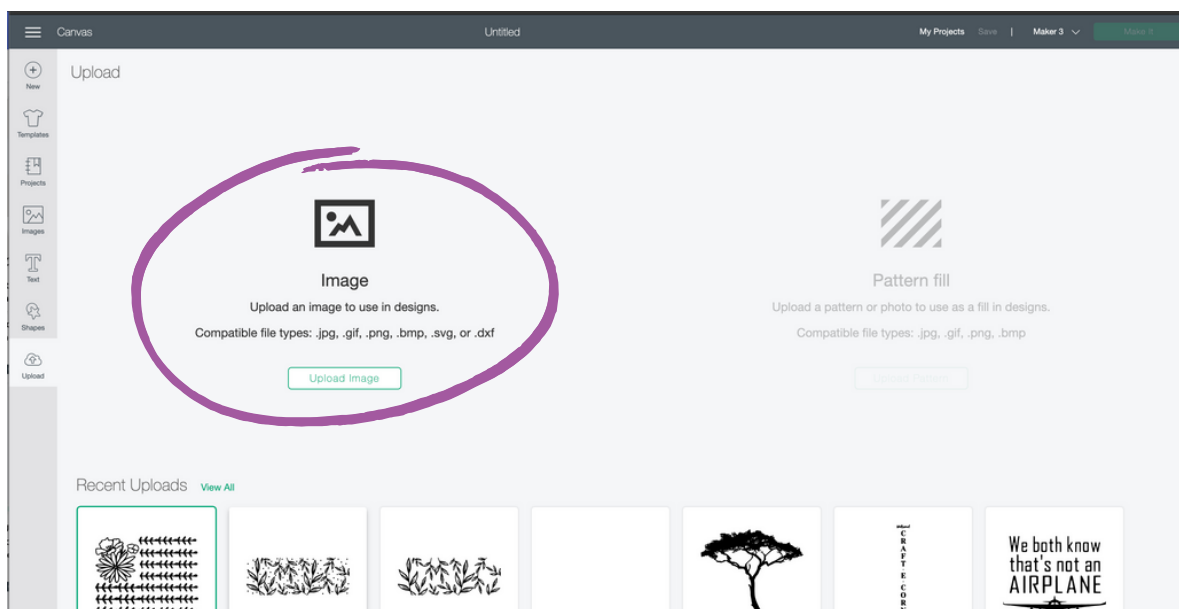 Canvas
Untitled
My Projects Save | Maker 3
Make It
New
Upload
Templates
Projects
Images
Text
Shapes
Upload
Image
Upload an image to use in designs.
Compatible file types: .jpg, .gif, .png, .bmp, .svg, or .dxf
Upload Image
Pattern fill
Upload a pattern or photo to use as a fill in designs.
Compatible file types: .jpg, .gif, .png, .bmp
Recent Uploads View All
CRAFT-E-COR
We both know
that's not an
AIRPLANE